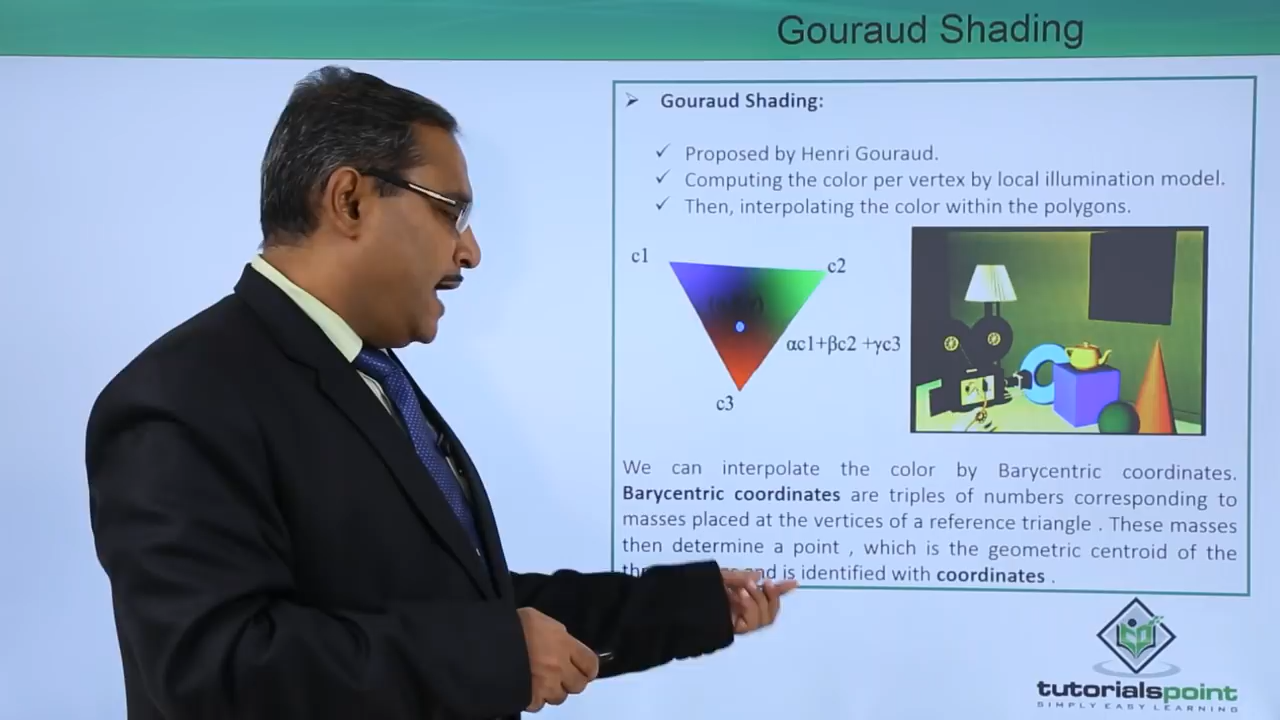 Gouraud Shading
Gouraud Shading:
Proposed by Henri Gouraud.
Computing the color per vertex by local illumination model.
Then, interpolating the color within the polygons.
c1
c2
αc1+βc2 +γc3
c3
We can interpolate the color by Barycentric coordinates.
Barycentric coordinates are triples of numbers corresponding to
masses placed at the vertices of a reference triangle . These masses
then determine a point , which is the geometric centroid of the
is identified with coordinates .
tutorialspoint
SIMPLY EASY LEARNING